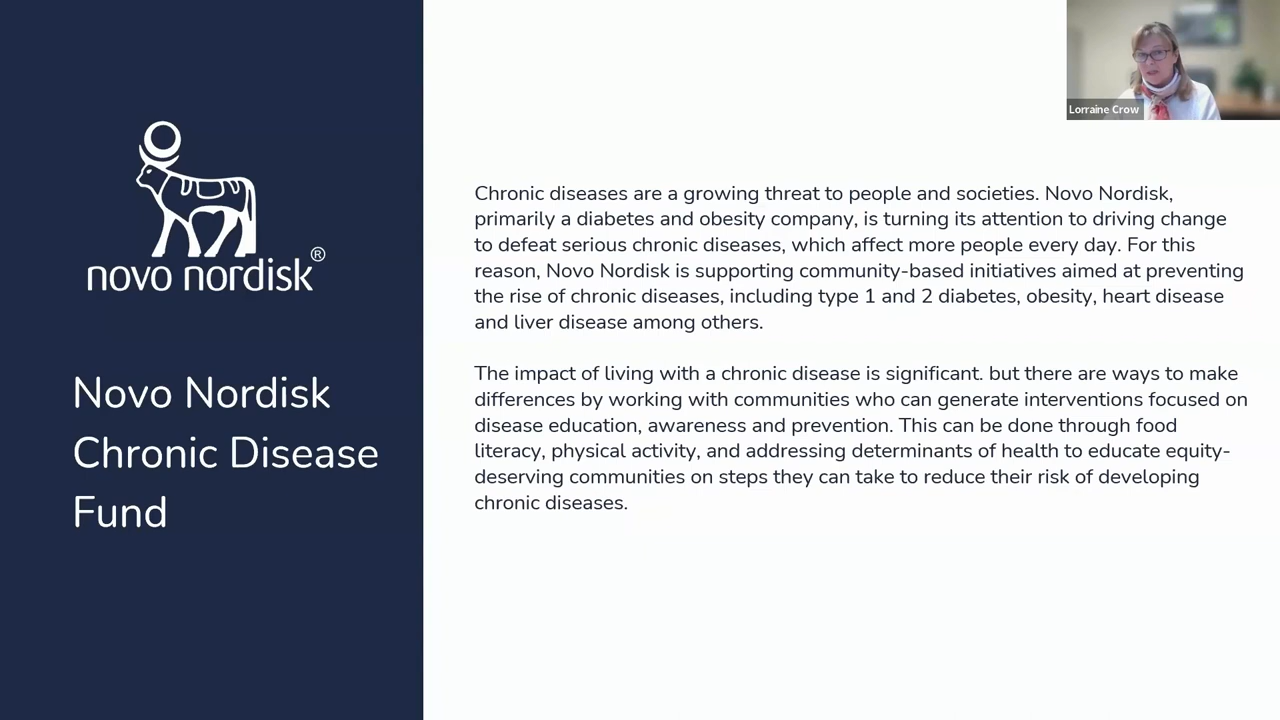 novo nordisk®
Novo Nordisk
Chronic Disease
Fund
Lorraine Crow
Chronic diseases are a growing threat to people and societies. Novo Nordisk,
primarily a diabetes and obesity company, is turning its attention to driving change
to defeat serious chronic diseases, which affect more people every day. For this
reason, Novo Nordisk is supporting community-based initiatives aimed at preventing
the rise of chronic diseases, including type 1 and 2 diabetes, obesity, heart disease
and liver disease among others.
The impact of living with a chronic disease is significant. but there are ways to make
differences by working with communities who can generate interventions focused on
disease education, awareness and prevention. This can be done through food
literacy, physical activity, and addressing determinants of health to educate equity-
deserving communities on steps they can take to reduce their risk of developing
chronic diseases.